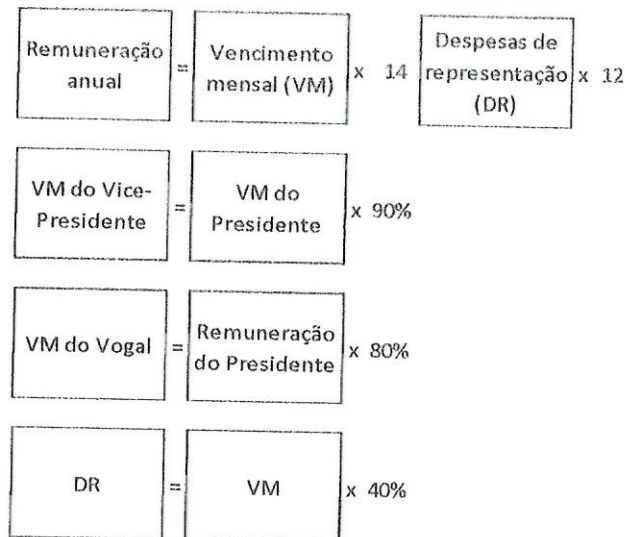 Remuneração anual = Vencimento mensal (VM) x 14 Despesas de representação (DR) x 12
VM do Vice-Presidente = VM do Presidente x 90%
VM do Vogal = Remuneração do Presidente x 80%
DR = VM x 40%